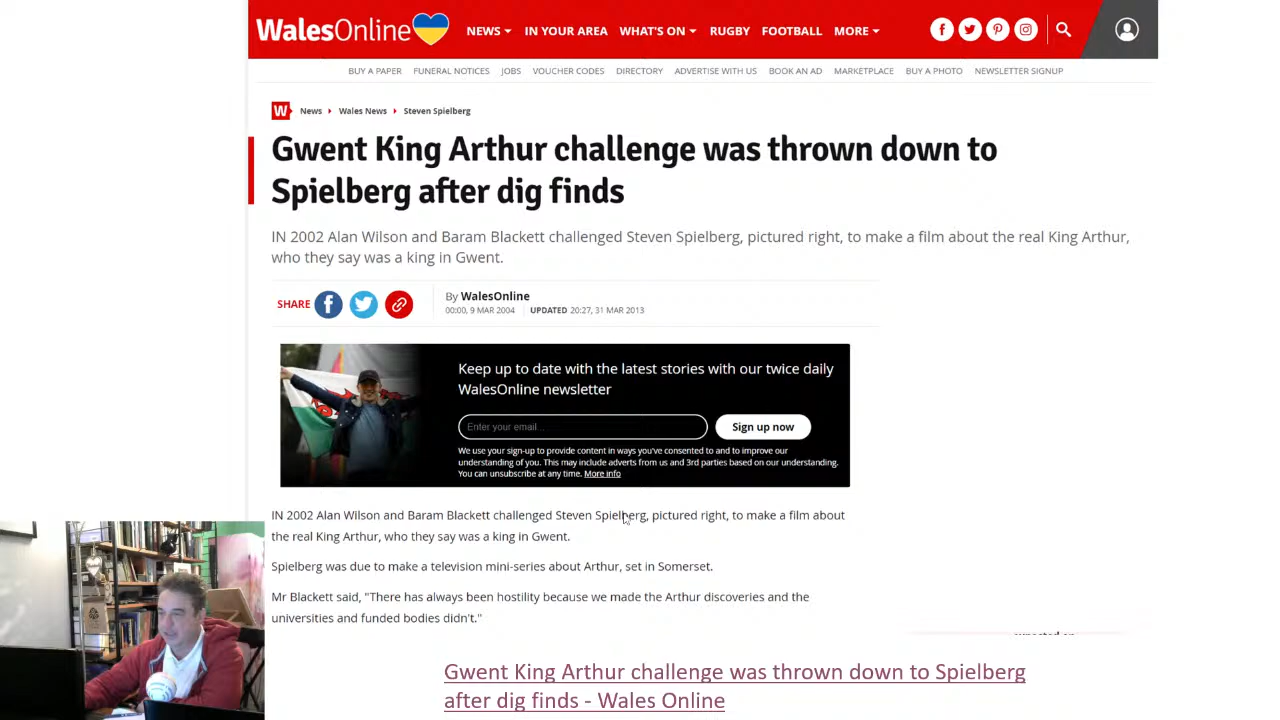 WalesOnline
NEWS IN YOUR AREA WHAT'S ON RUGBY FOOTBALL MORE
BUY A PAPER FUNERAL NOTICES JOBS VOUCHER CODES DIRECTORY ADVERTISE WITH US BOOK AN AD MARKETPLACE BUY A PHOTO NEWSLETTER SIGNUP
W News Wales News Steven Spielberg
Gwent King Arthur challenge was thrown down to
Spielberg after dig finds
IN 2002 Alan Wilson and Baram Blackett challenged Steven Spielberg, pictured right, to make a film about the real King Arthur,
who they say was a king in Gwent.
SHARE
By WalesOnline
00:00, 9 MAR 2004 UPDATED 20:27, 31 MAR 2013
Keep up to date with the latest stories with our twice daily
WalesOnline newsletter
Enter your email... Sign up now
We use your sign-up to provide content in ways you've consented to and to improve our
understanding of you. This may include adverts from us and 3rd parties based on our understanding.
You can unsubscribe at any time. More info
IN 2002 Alan Wilson and Baram Blackett challenged Steven Spielberg, pictured right, to make a film about
the real King Arthur, who they say was a king in Gwent.
Spielberg was due to make a television mini-series about Arthur, set in Somerset.
Mr Blackett said, "There has always been hostility because we made the Arthur discoveries and the
universities and funded bodies didn't."
Gwent King Arthur challenge was thrown down to Spielberg
after dig finds - Wales Online